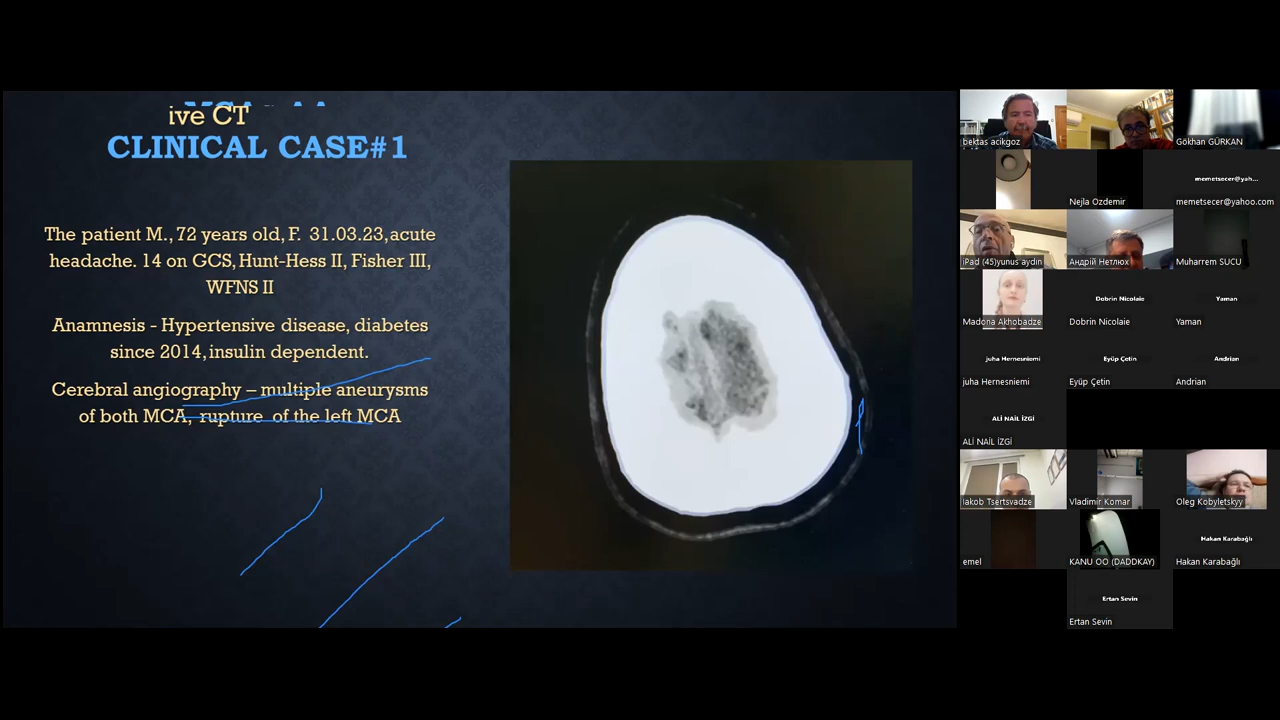 ive CT
CLINICAL CASE#1
The patient M., 72 years old, F. 31.03.23, acute
headache. 14 on GCS, Hunt-Hess II, Fisher III,
WFNS II
Anamnesis - Hypertensive disease, diabetes
since 2014, insulin dependent.
Cerebral angiography – multiple aneurysms
of both MCA, rupture of the left MCA
bektas acikgoz
Gökhan GÜRKAN
Nejla Ozdemir
memetsecer@yah...
memetsecer@yahoo.com
iPad (45)yunus aydın
Андрій Нетлюх
Muharrem SUCU
Madona Akhobadze
Dobrin Nicolaie
Dobrin Nicolaie
Yaman
Yaman
juha Hernesniemi
juha Hernesniemi
Eyüp Çetin
Eyüp Çetin
Andrian
Andrian
ALİ NAİL İZGİ
ALİ NAİL İZGİ
Iakob Tsertsvadze
Vladimir Komar
Oleg Kobyletskyy
emel
KANU OO (DADDKAY)
Hakan Karabağlı
Hakan Karabağlı
Ertan Sevin
Ertan Sevin